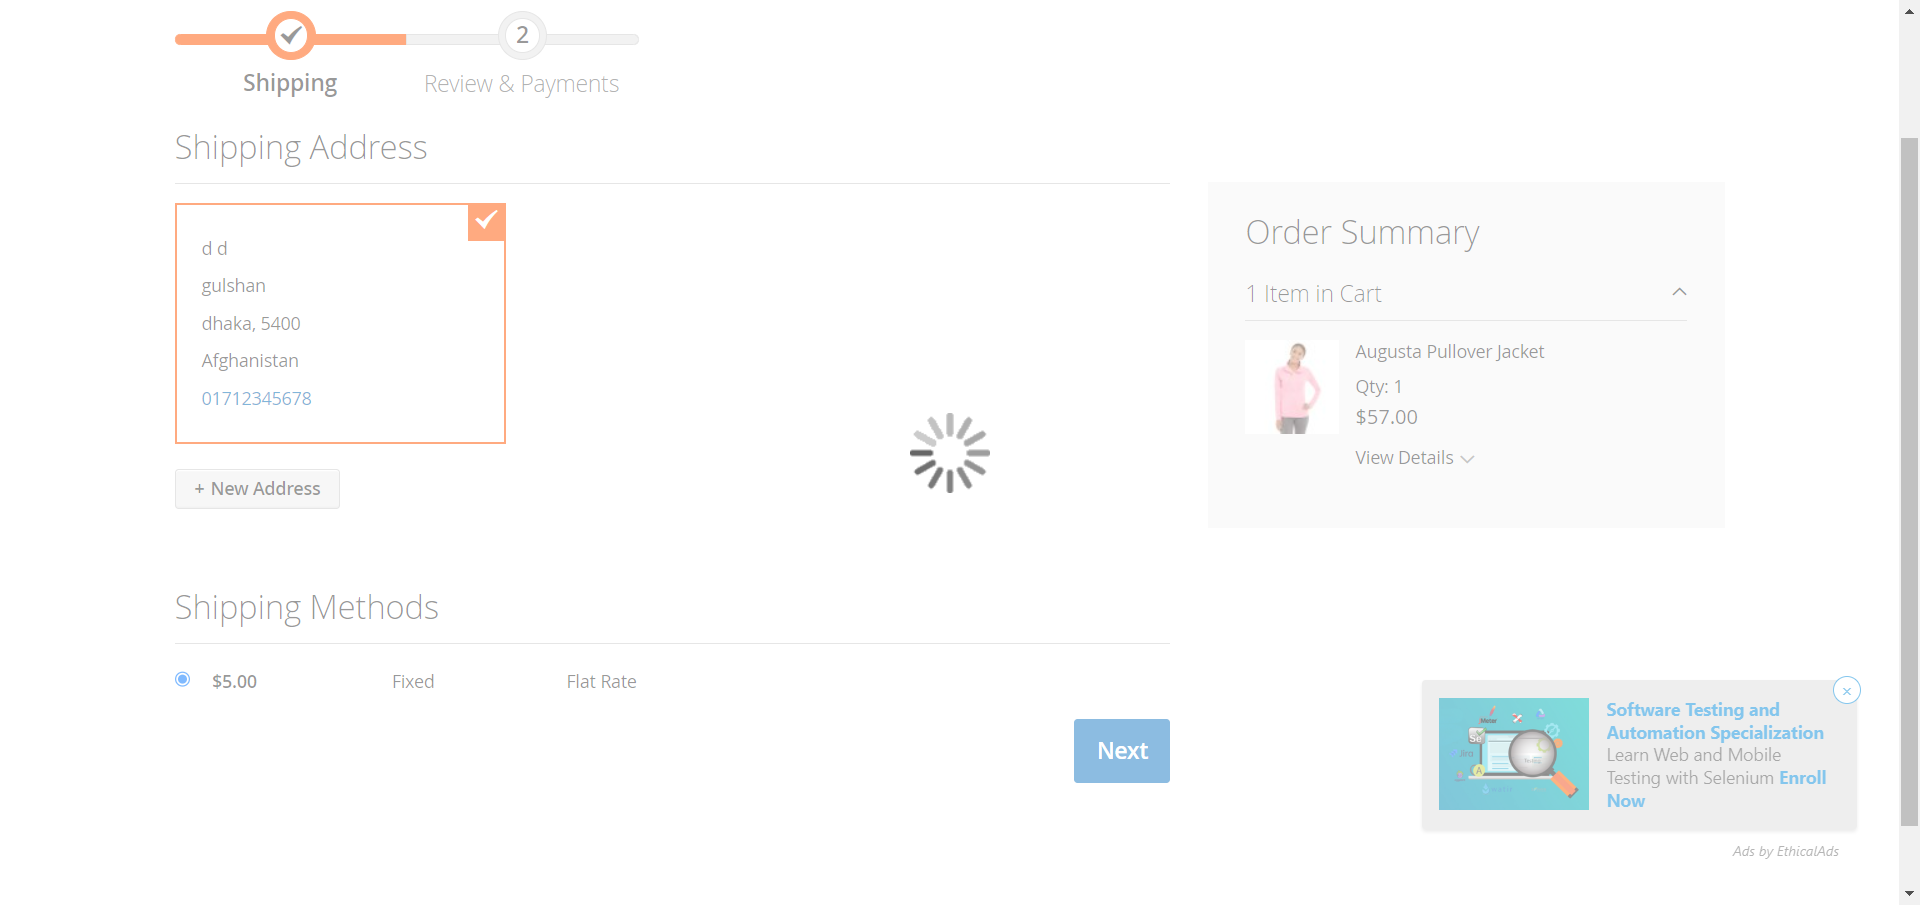 2
Shipping
Review & Payments
Shipping Address
d d
gulshan
dhaka, 5400
Afghanistan
01712345678
+ New Address
Order Summary
1 Item in Cart
Augusta Pullover Jacket
Qty: 1
$57.00
View Details
Shipping Methods
$5.00 Fixed Flat Rate
Next
Software Testing and
Automation Specialization
Learn Web and Mobile
Testing with Selenium Enroll
Now
Ads by EthicalAds